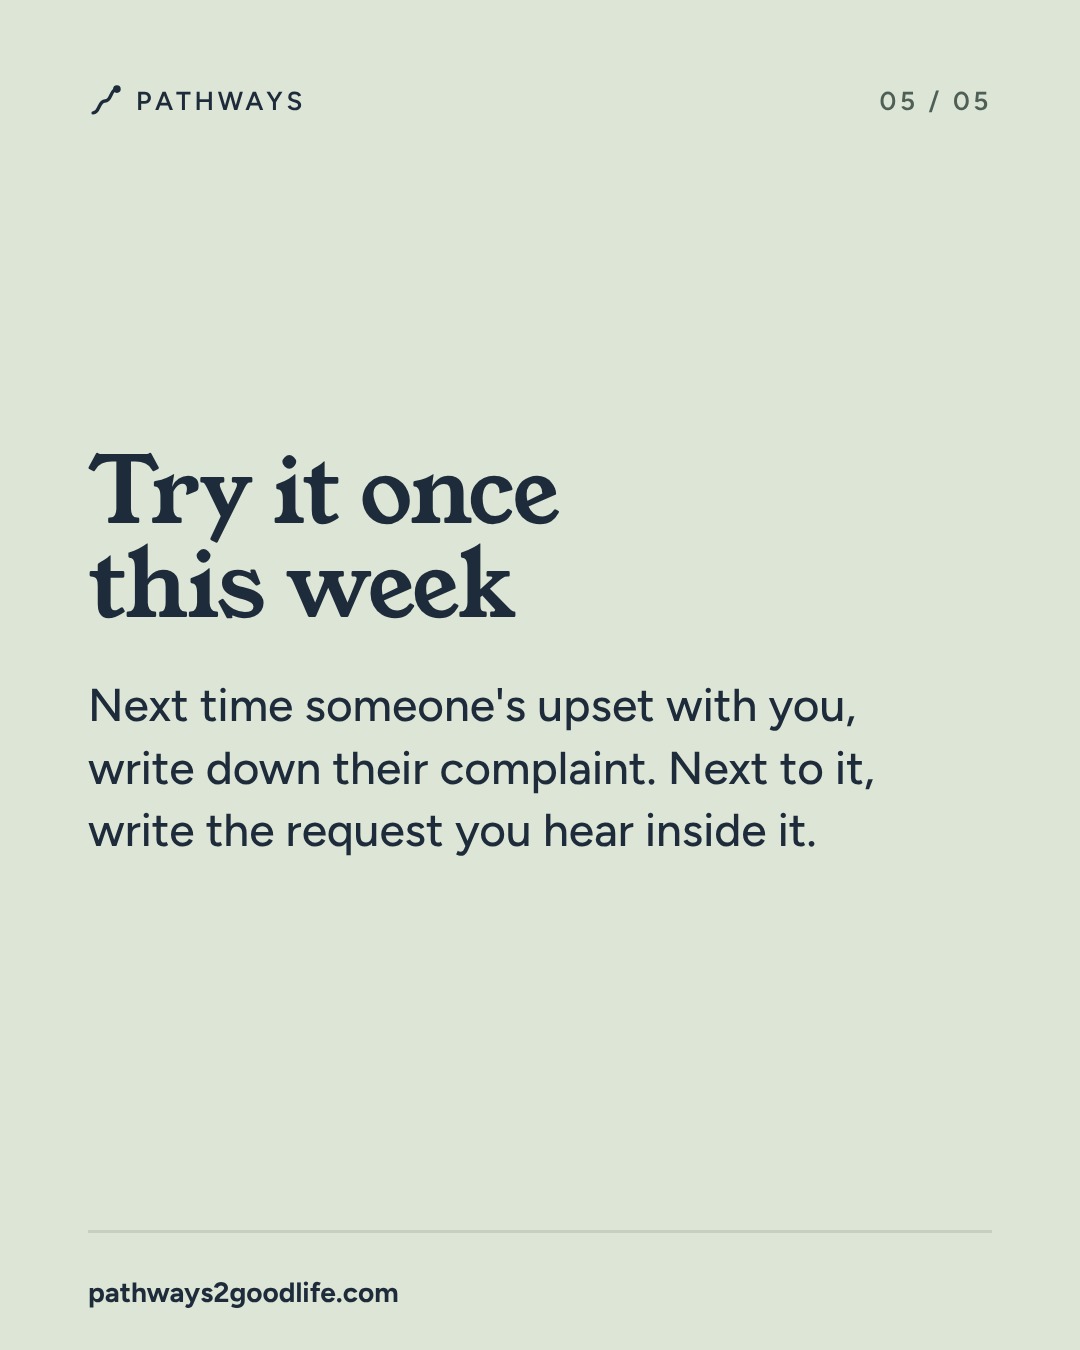 PATHWAYS
05 / 05
Try it once
this week
Next time someone's upset with you,
write down their complaint. Next to it,
write the request you hear inside it.
pathways2goodlife.com